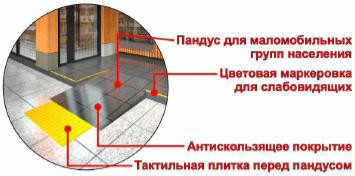 Пандус для маломобильных
групп населения
Цветовая маркеровка
для слабовидящих
Антискользящее покрытие
Тактильная плитка перед пандусом